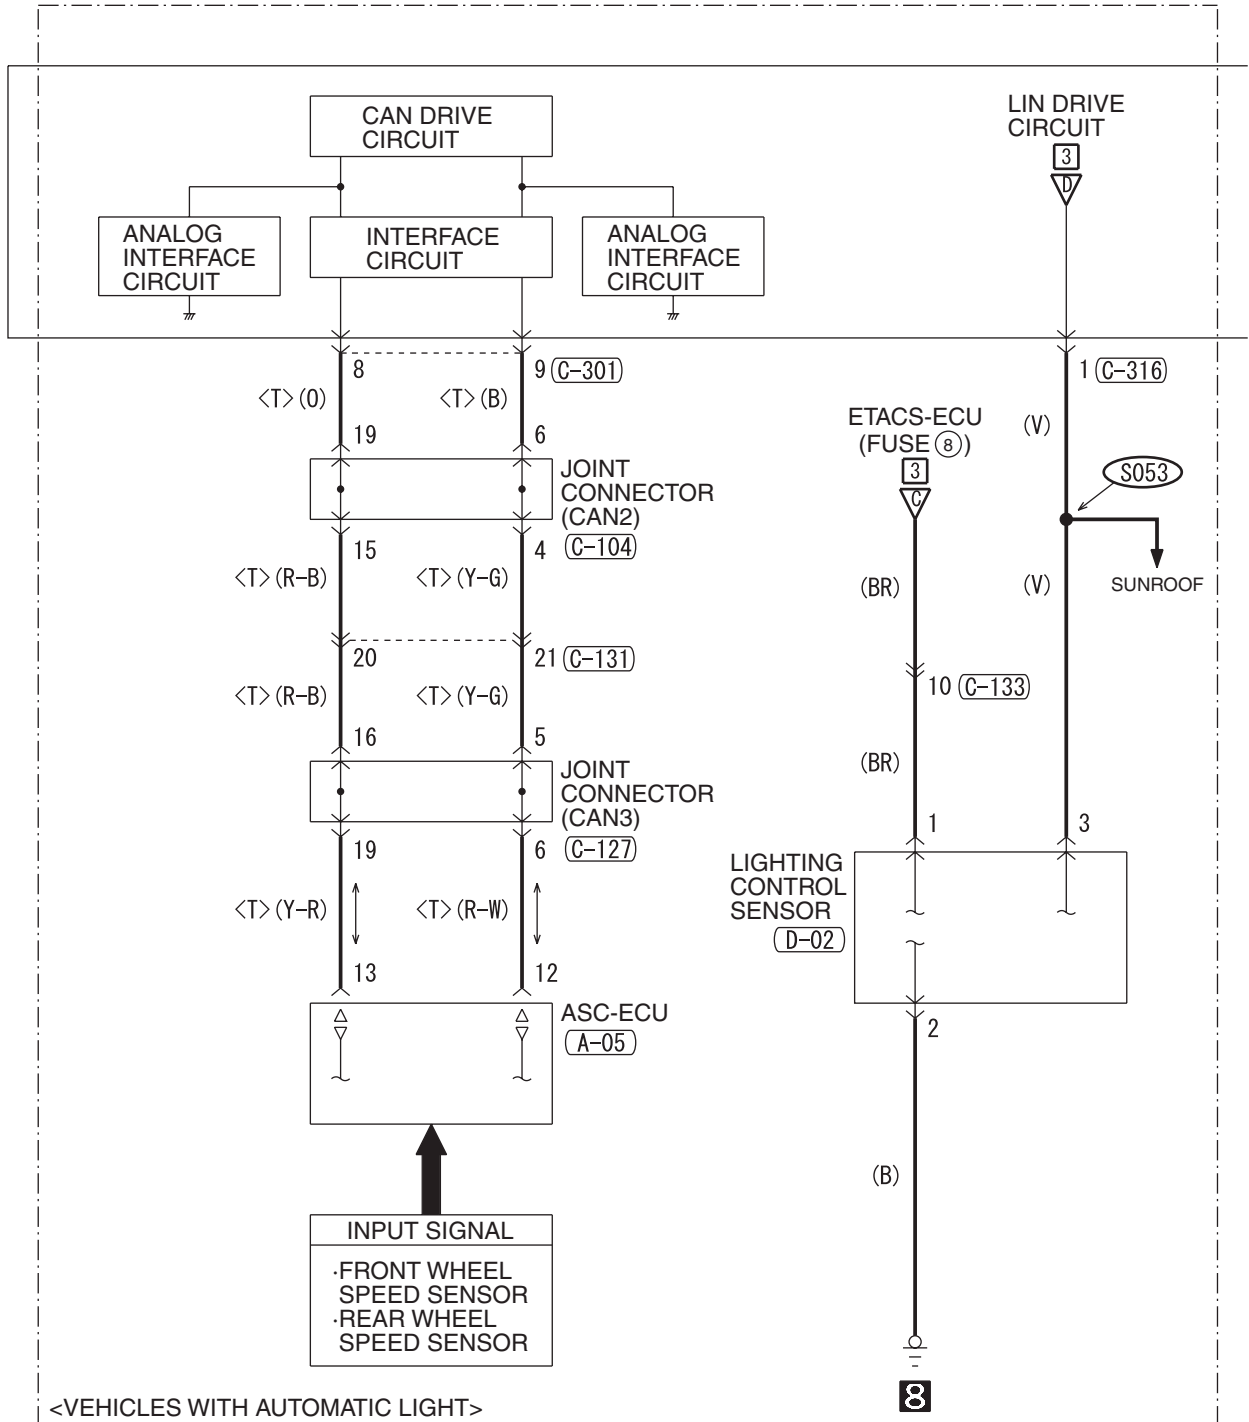 CAN DRIVE
CIRCUIT
LIN DRIVE
CIRCUIT
3
D
ANALOG
INTERFACE
CIRCUIT
INTERFACE
CIRCUIT
ANALOG
INTERFACE
CIRCUIT
8
9 C-301
1 C-316
<T>(O)
<T>(B)
ETACS-ECU
(FUSE 8)
3
C
(V)
19
6
JOINT
CONNECTOR
(CAN2)
C-104
S053
SUNROOF
15
4
<T>(R-B)
<T>(Y-G)
(BR)
(V)
20
21 C-131
10 C-133
<T>(R-B)
<T>(Y-G)
16
5
(BR)
JOINT
CONNECTOR
(CAN3)
C-127
1
3
19
6
LIGHTING
CONTROL
SENSOR
D-02
<T>(Y-R)
<T>(R-W)
13
12
ASC-ECU
A-05
2
(B)
INPUT SIGNAL
·FRONT WHEEL
SPEED SENSOR
·REAR WHEEL
SPEED SENSOR
8
<VEHICLES WITH AUTOMATIC LIGHT>